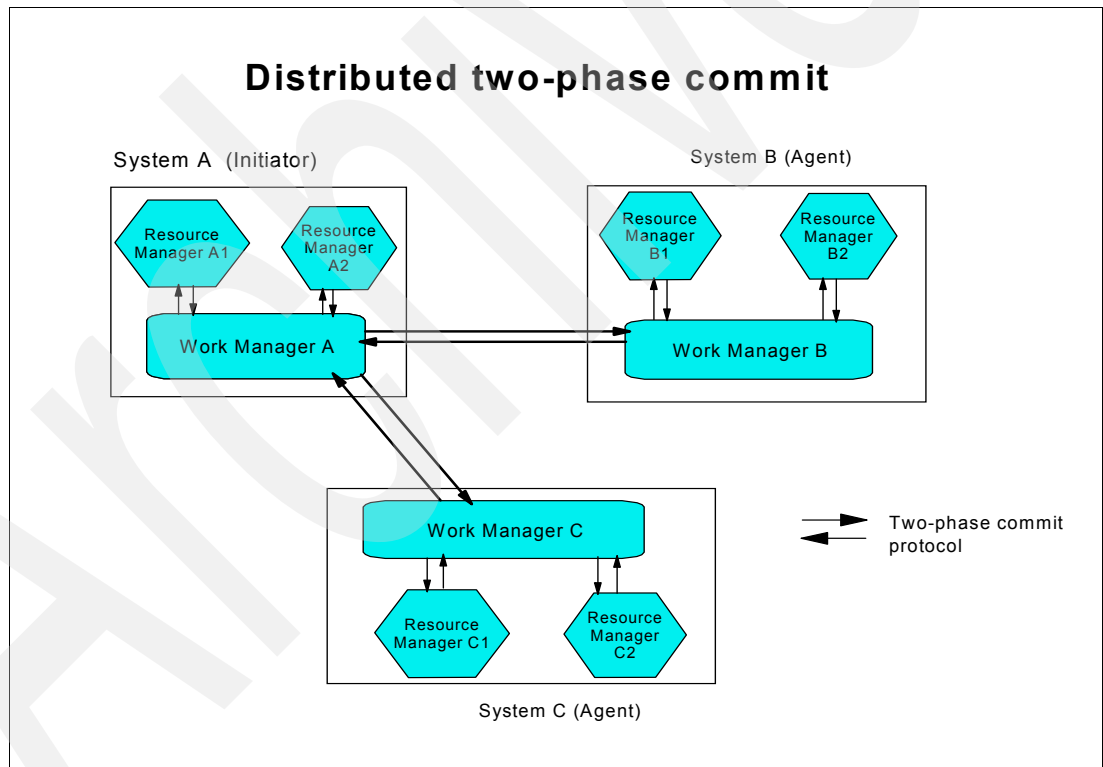 Distributed two-phase commit
System A (Initiator)
System B (Agent)
Resource
Manager A1
Resource
Manager
A2
Resource
Manager
B1
Resource
Manager
B2
Work Manager A
Work Manager B
Work Manager C
Two-phase commit
protocol
Resource
Manager C1
Resource
Manager
C2
System C (Agent)